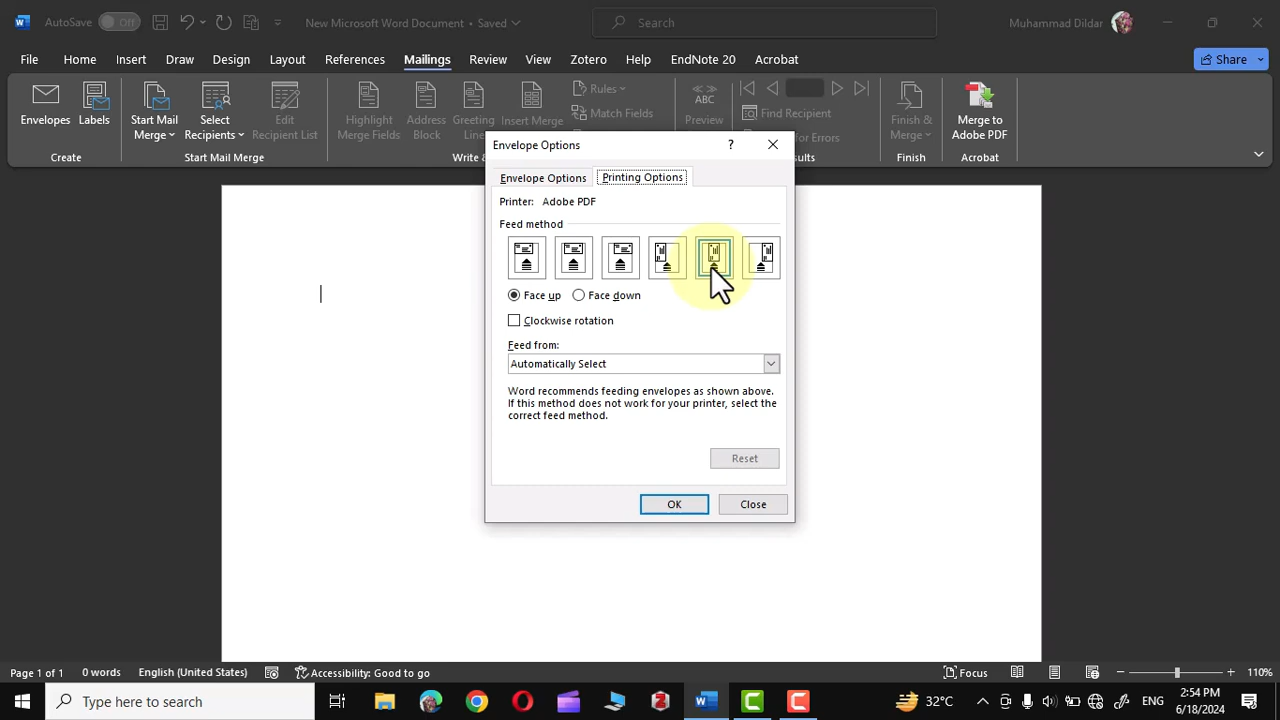 AutoSave Off
New Microsoft Word Document • Saved
Search
Muhammad Dildar
File Home Insert Draw Design Layout References Mailings Review View Zotero Help EndNote 20 Acrobat
Share
Envelopes
Labels
Create
Start Mail
Merge
Select
Recipients
Edit
Recipient List
Start Mail Merge
Highlight
Merge Fields
Address
Block
Greeting
Line
Insert Merge
Rules
Match Fields
Write &
ABC
Preview
Find Recipient
for Errors
Finish &
Merge
Finish
Merge to
Adobe PDF
Acrobat
Envelope Options
?
Envelope Options
Printing Options
Printer: Adobe PDF
Feed method
Face up
Face down
Clockwise rotation
Feed from:
Automatically Select
Word recommends feeding envelopes as shown above.
If this method does not work for your printer, select the
correct feed method.
Reset
OK
Close
Page 1 of 1 0 words English (United States) Accessibility: Good to go
Focus
110%
Type here to search
32°C
ENG
2:54 PM
6/18/2024